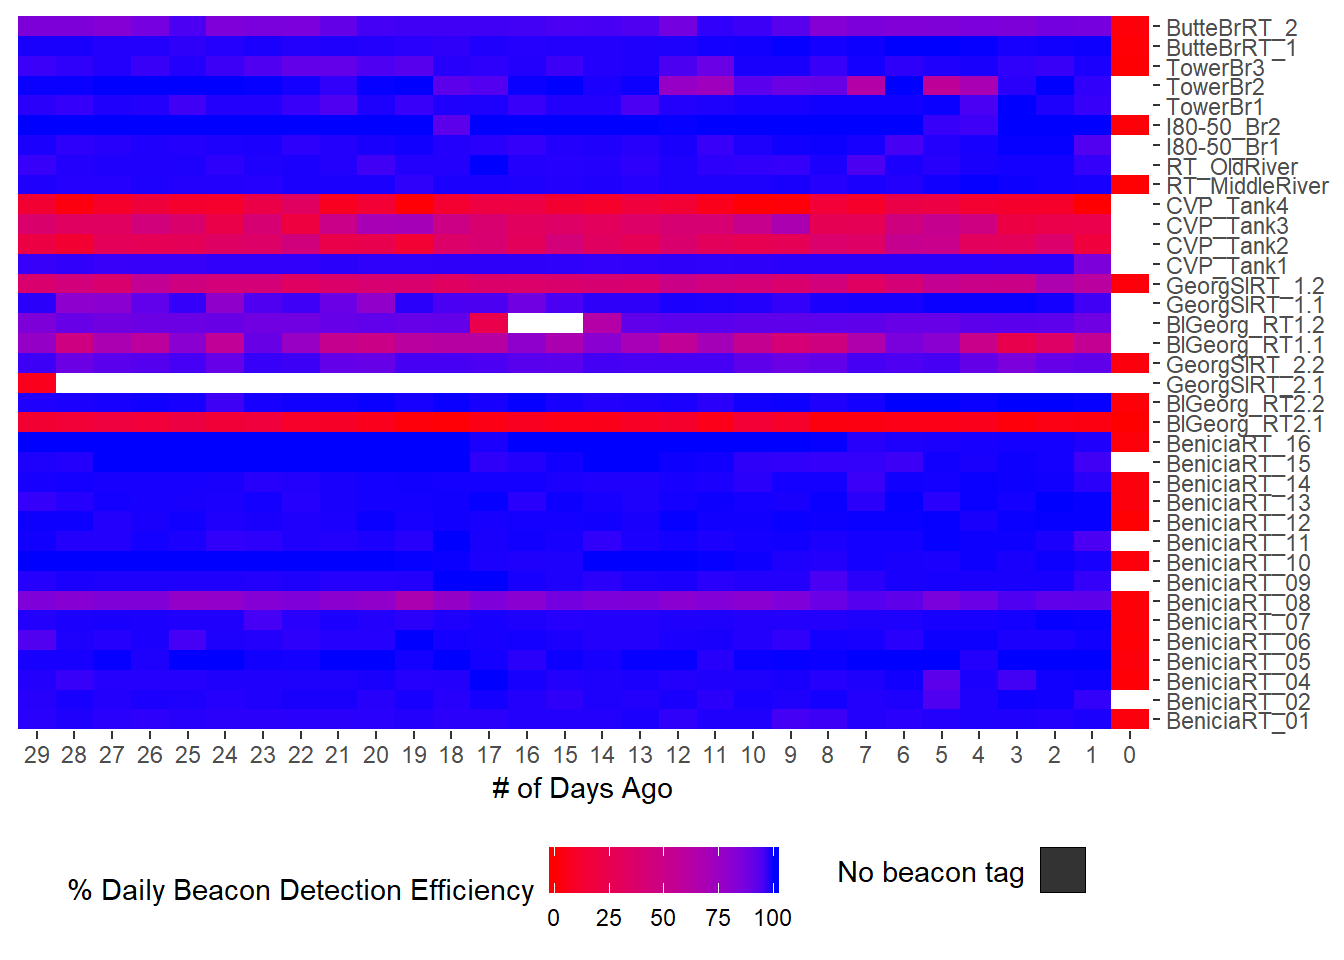 ButteBrRT_2
ButteBrRT_1
TowerBr3
TowerBr2
TowerBr1
I80-50_Br2
I80-50_Br1
RT_OldRiver
RT_MiddleRiver
CVP_Tank4
CVP_Tank3
CVP_Tank2
CVP_Tank1
GeorgSlRT_1.2
GeorgSlRT_1.1
BlGeorg_RT1.2
BlGeorg_RT1.1
GeorgSlRT_2.2
GeorgSlRT_2.1
BlGeorg_RT2.2
BlGeorg_RT2.1
BeniciaRT_16
BeniciaRT_15
BeniciaRT_14
BeniciaRT_13
BeniciaRT_12
BeniciaRT_11
BeniciaRT_10
BeniciaRT_09
BeniciaRT_08
BeniciaRT_07
BeniciaRT_06
BeniciaRT_05
BeniciaRT_04
BeniciaRT_02
BeniciaRT_01
29 28 27 26 25 24 23 22 21 20 19 18 17 16 15 14 13 12 11 10 9 8 7 6 5 4 3 2 1 0
# of Days Ago
% Daily Beacon Detection Efficiency
0 25 50 75 100
No beacon tag